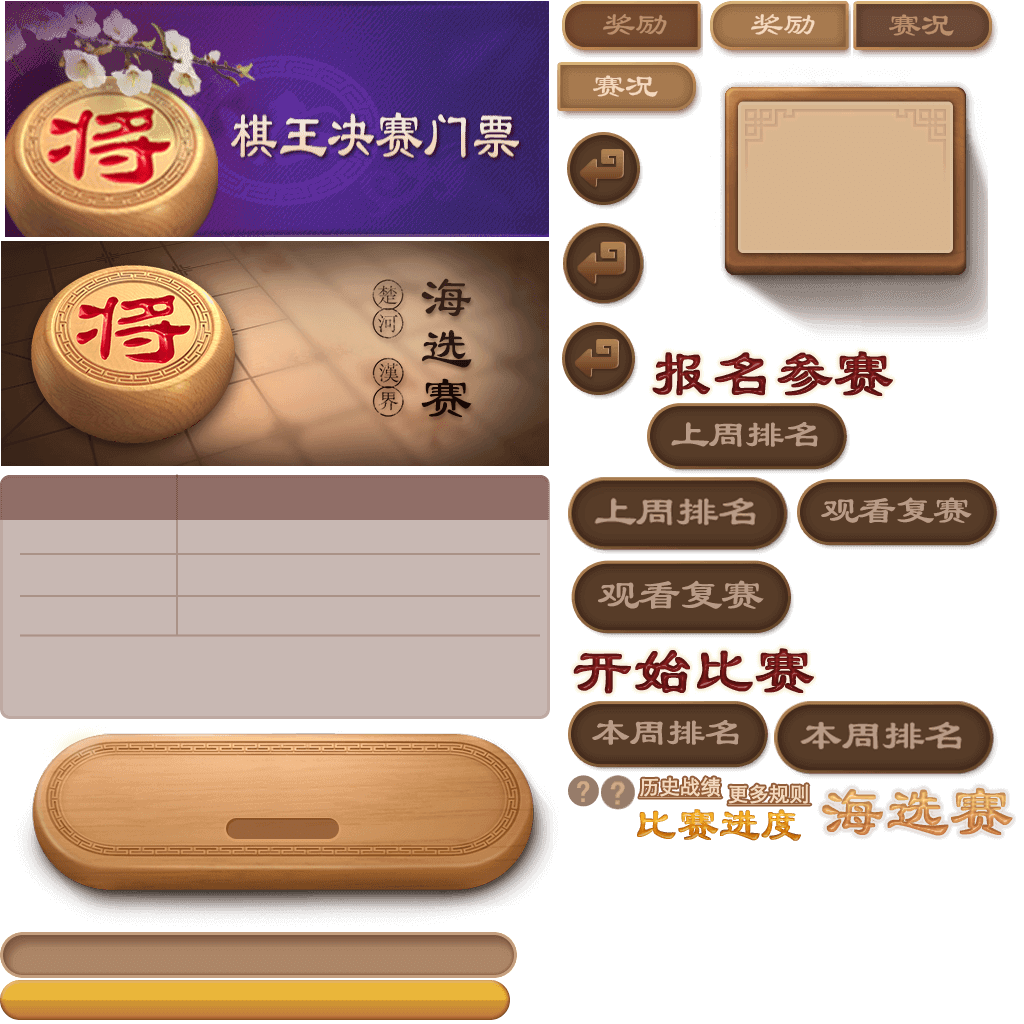 将
棋王决赛门票
将
楚河
漢界
海选赛
奖励
奖励
赛况
赛况
报名参赛
上周排名
上周排名
观看复赛
观看复赛
开始比赛
本周排名
本周排名
?
?
历史战绩
更多规则
比赛进度
海选赛